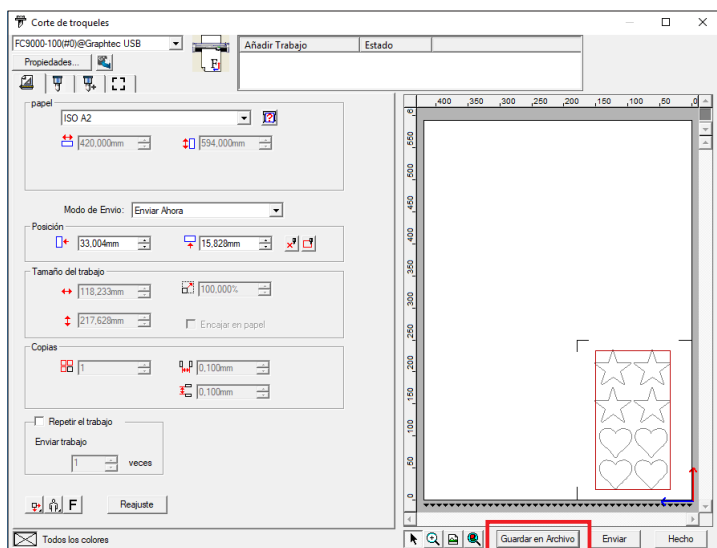 Corte de troqueles
FC9000-100(#0)@Graphtec USB
Añadir Trabajo Estado
Propiedades...
papel
ISO A2
420,000mm 594,000mm
Modo de Envio: Enviar Ahora
Posición
33,004mm 15,828mm
Tamaño del trabajo
118,233mm 100,000%
217,628mm Encajar en papel
Copias
1 0,100mm
0,100mm
Repetir el trabajo
Enviar trabajo
1 veces
F Reajuste
Todos los colores
400 350 300 250 200 150 100 50 0
550
500
450
400
350
300
250
200
150
100
50
0
Guardar en Archivo Enviar Hecho